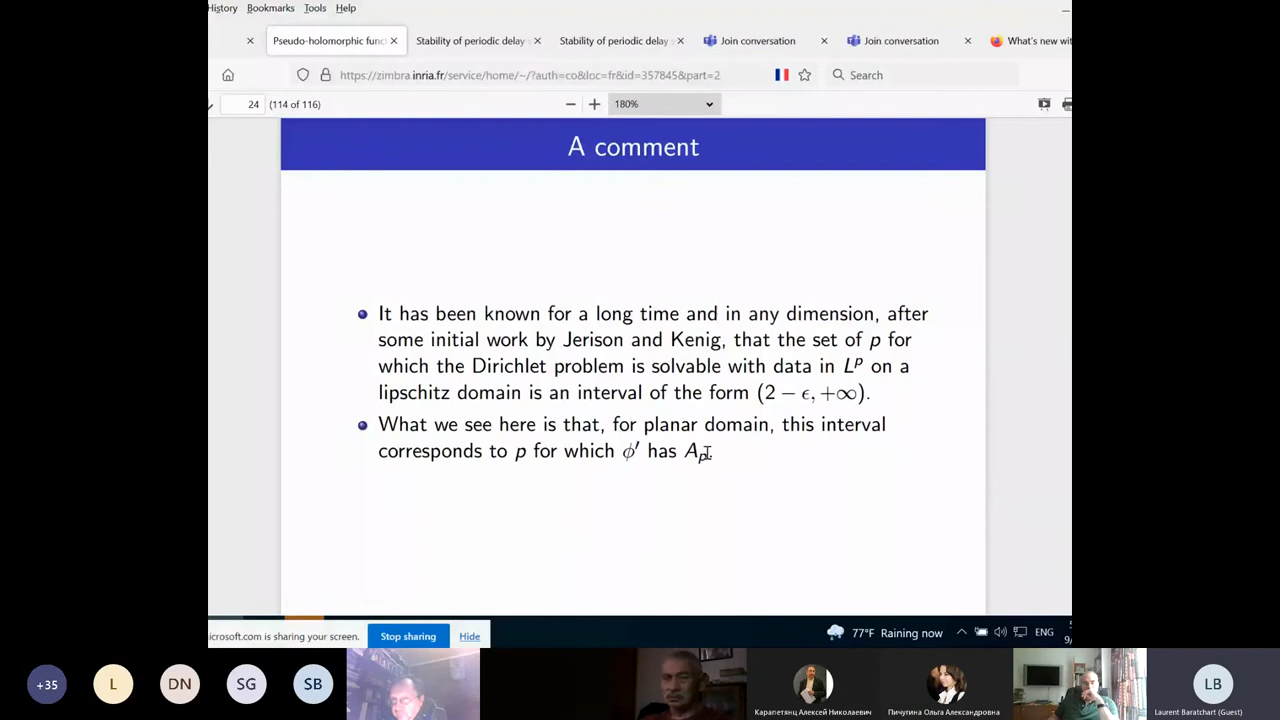 History Bookmarks Tools Help
Pseudo-holomorphic func Stability of periodic delay Stability of periodic delay Join conversation Join conversation What's new wit
https://zimbra.inria.fr/service/home/~/?auth=co&loc=fr&id=357845&part=2 Search
24 (114 of 116) 180%
A comment
It has been known for a long time and in any dimension, after
some initial work by Jerison and Kenig, that the set of p for
which the Dirichlet problem is solvable with data in Lᵖ on a
lipschitz domain is an interval of the form (2 − ϵ, +∞).
What we see here is that, for planar domain, this interval
corresponds to p for which ϕ′ has Aₚ.
icrosoft.com is sharing your screen. Stop sharing Hide
77°F Raining now ENG
+35 L DN SG SB LB
Карапетянц Алексей Николаевич Пичугина Ольга Александровна Laurent Baratchart (Guest)